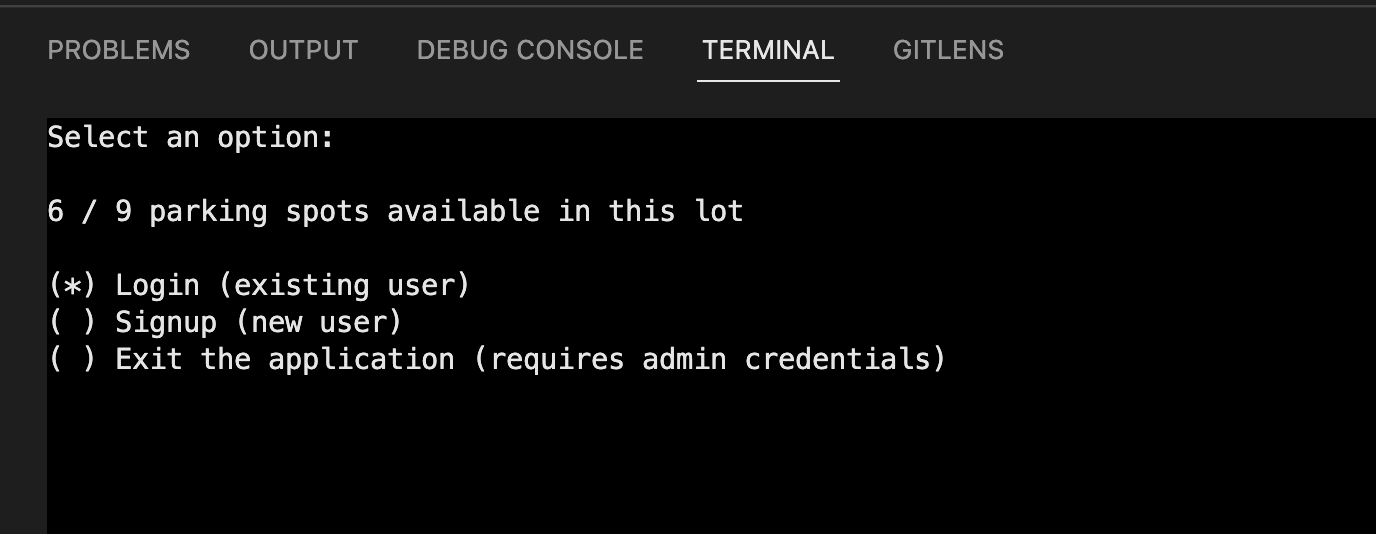 PROBLEMS OUTPUT DEBUG CONSOLE TERMINAL GITLENS
Select an option:
6 / 9 parking spots available in this lot
(*) Login (existing user)
( ) Signup (new user)
( ) Exit the application (requires admin credentials)